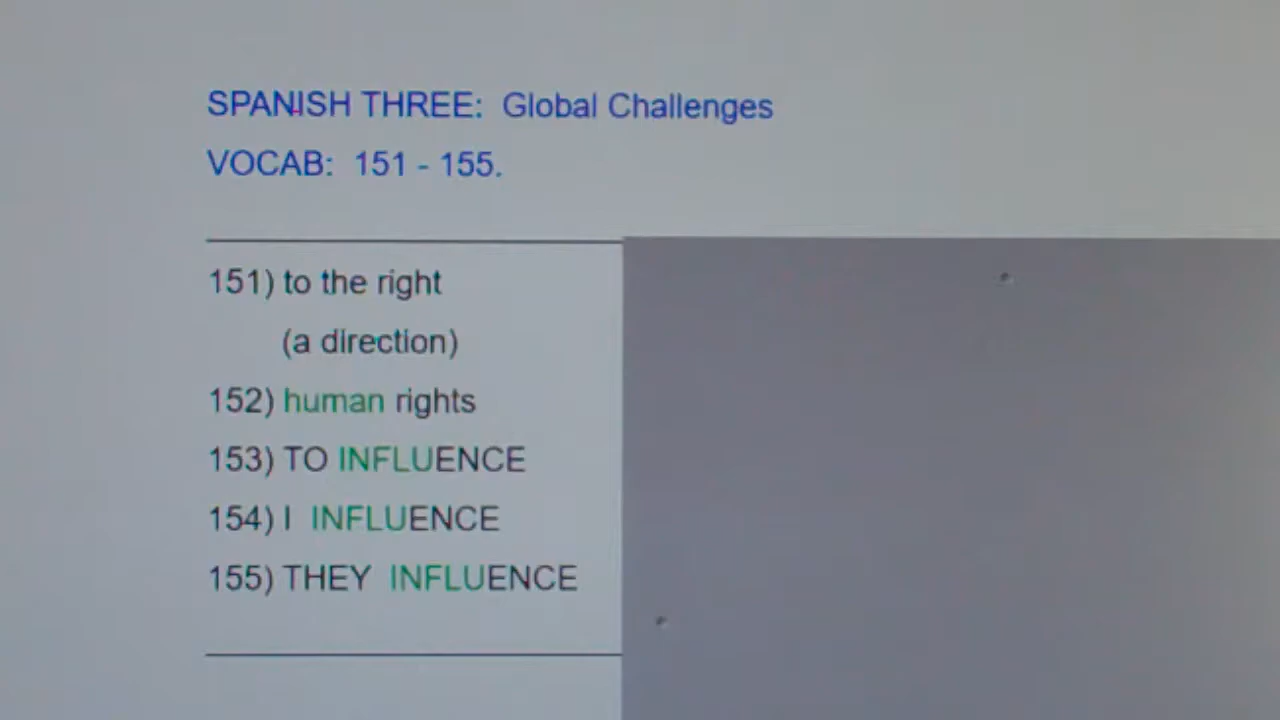 SPANISH THREE:  Global Challenges
VOCAB:  151 - 155.
151) to the right
(a direction)
152) human rights
153) TO INFLUENCE
154) I  INFLUENCE
155) THEY  INFLUENCE